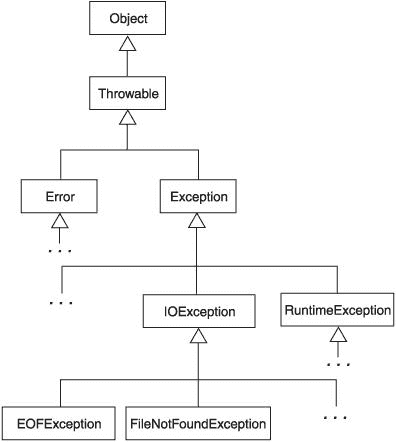 Object
Throwable
Error
Exception
...
...
IOException
RuntimeException
...
EOFException
FileNotFoundException
...